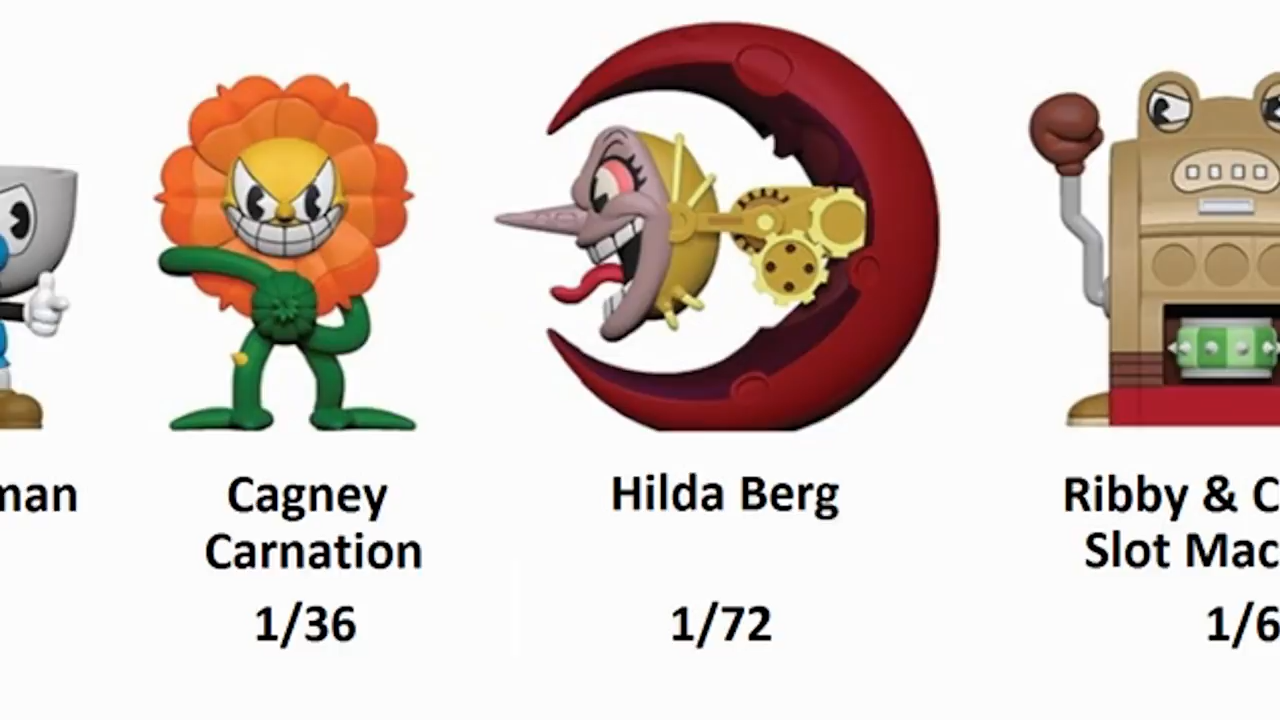 man
Cagney
Carnation
1/36
Hilda Berg
1/72
Ribby & C
Slot Mac
1/6